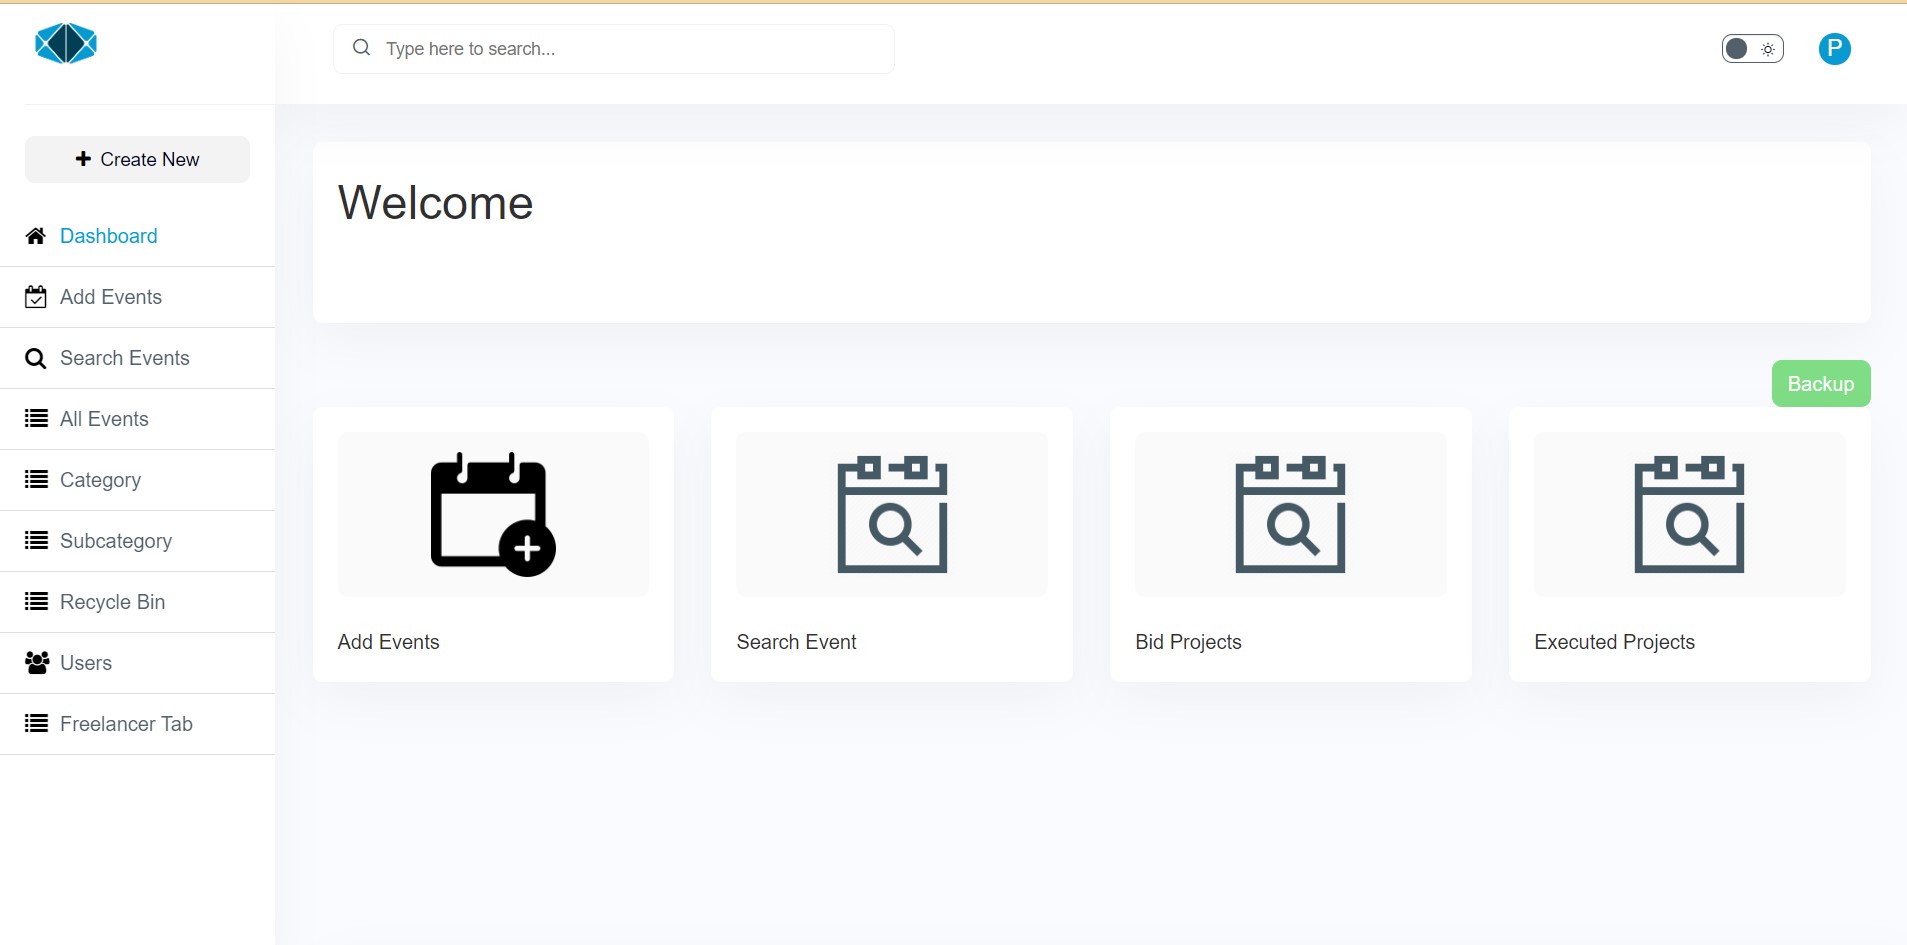 Type here to search...
P
Create New
Dashboard
Add Events
Search Events
All Events
Category
Subcategory
Recycle Bin
Users
Freelancer Tab
Welcome
Backup
Add Events
Search Event
Bid Projects
Executed Projects